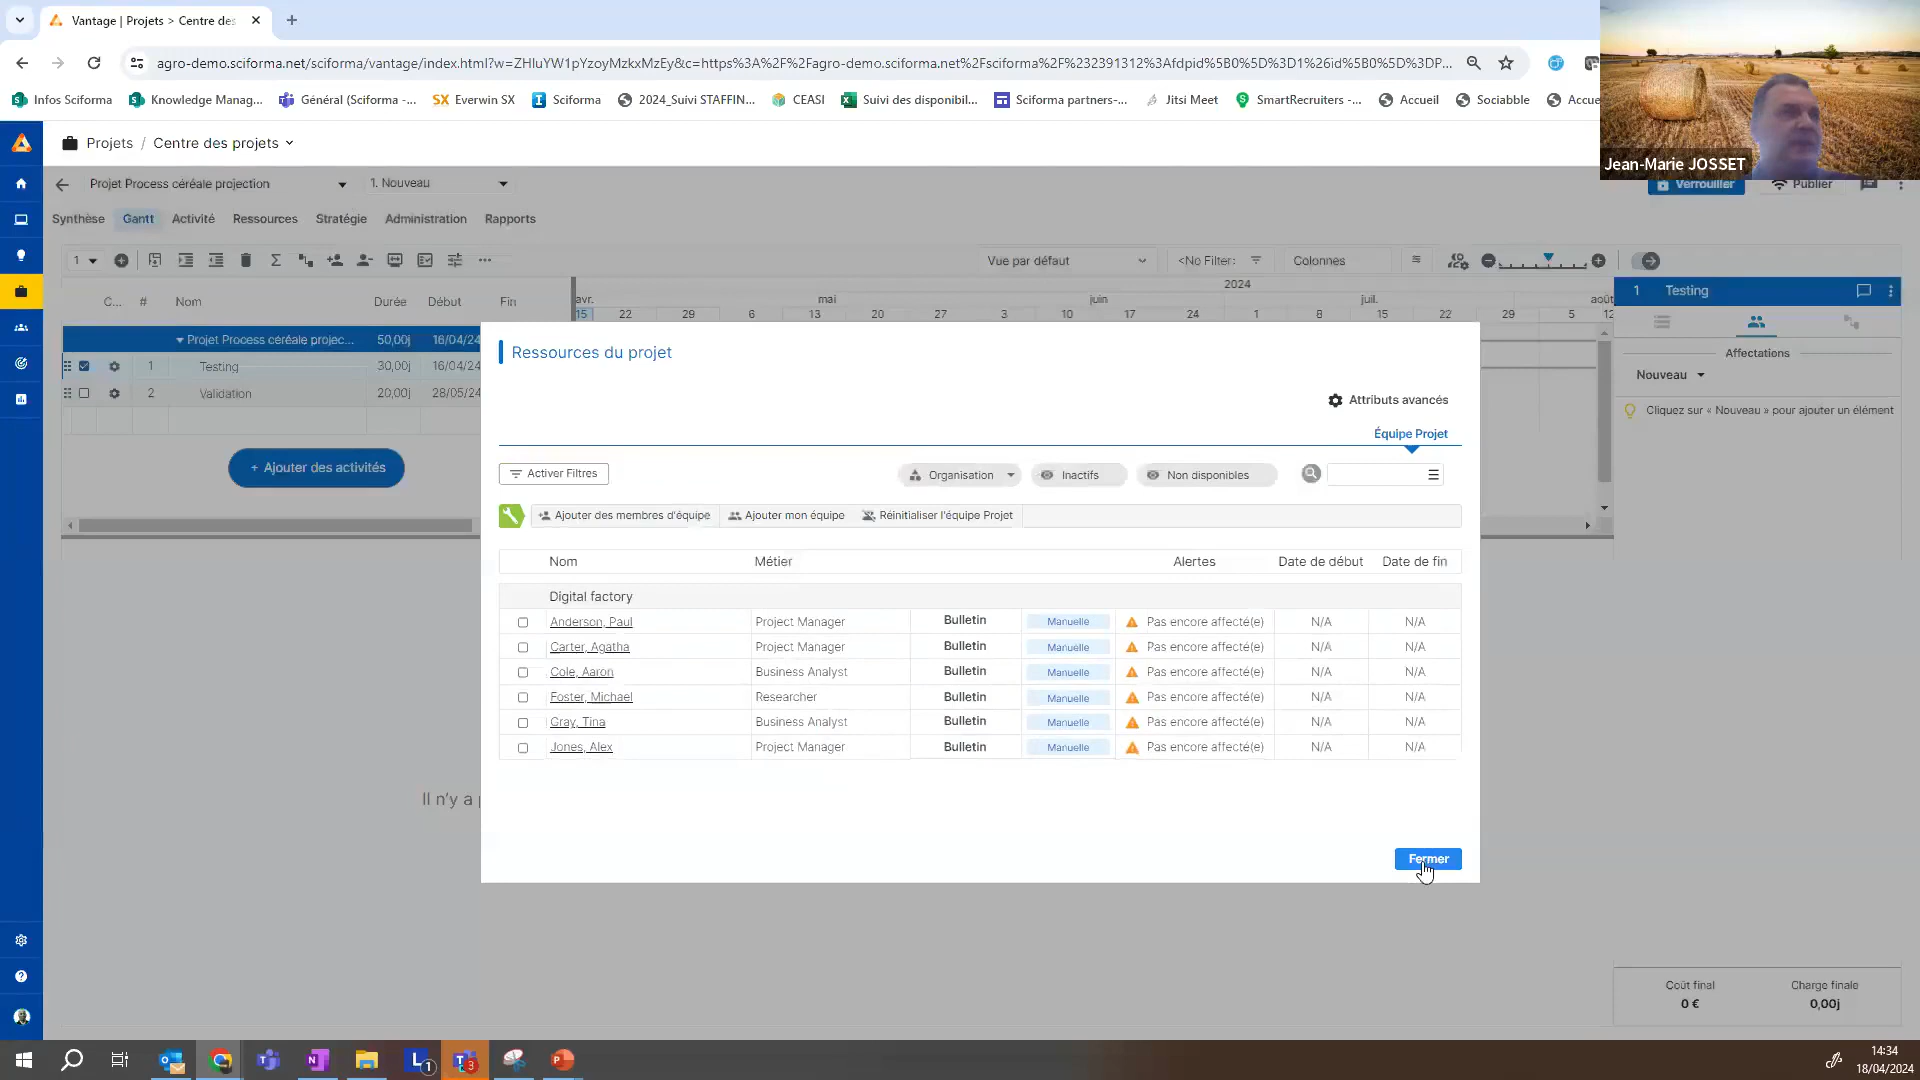 Vantage | Projets > Centre des
agro-demo.sciforma.net/sciforma/vantage/index.html?w=ZHIuYW1pYzoyMzkxMzEy&c=https%3A%2F%2Fagro-demo.sciforma.net%2Fsciforma%2F%232391312%3Afdpid%5B0%5D%3D1%26id%5B0%5D%3DP...
Infos Sciforma
Knowledge Manag...
Général (Sciforma -...
SX Everwin SX
Sciforma
2024_Suivi STAFFIN...
CEASI
Suivi des disponibil...
Sciforma partners-...
Jitsi Meet
SmartRecruiters -...
Accueil
Sociabble
Accue
Jean-Marie JOSSET
Projets / Centre des projets
Projet Process céréale projection
1. Nouveau
Verrouiller
Publier
Synthèse
Gantt
Activité
Ressources
Stratégie
Administration
Rapports
1
Vue par défaut
<No Filter:
Colonnes
C... # Nom Durée Début Fin
2024
avr. mai juin juil. août
15 22 29 6 13 20 27 3 10 17 24 1 8 15 22 29 5 12
Projet Process céréale projec... 50,00j 16/04/24
1 Testing 30,00j 16/04/24
2 Validation 20,00j 28/05/24
+ Ajouter des activités
Il n'y a p
1 Testing
Affectations
Nouveau
Cliquez sur « Nouveau » pour ajouter un élément
Coût final
0 €
Charge finale
0,00j
Ressources du projet
Attributs avancés
Équipe Projet
Activer Filtres
Organisation
Inactifs
Non disponibles
Ajouter des membres d'équipe
Ajouter mon équipe
Réinitialiser l'équipe Projet
Nom Métier Alertes Date de début Date de fin
Digital factory
Anderson, Paul Project Manager Bulletin Manuelle Pas encore affecté(e) N/A N/A
Carter, Agatha Project Manager Bulletin Manuelle Pas encore affecté(e) N/A N/A
Cole, Aaron Business Analyst Bulletin Manuelle Pas encore affecté(e) N/A N/A
Foster, Michael Researcher Bulletin Manuelle Pas encore affecté(e) N/A N/A
Gray, Tina Business Analyst Bulletin Manuelle Pas encore affecté(e) N/A N/A
Jones, Alex Project Manager Bulletin Manuelle Pas encore affecté(e) N/A N/A
Fermer
1
3
14:34
18/04/2024